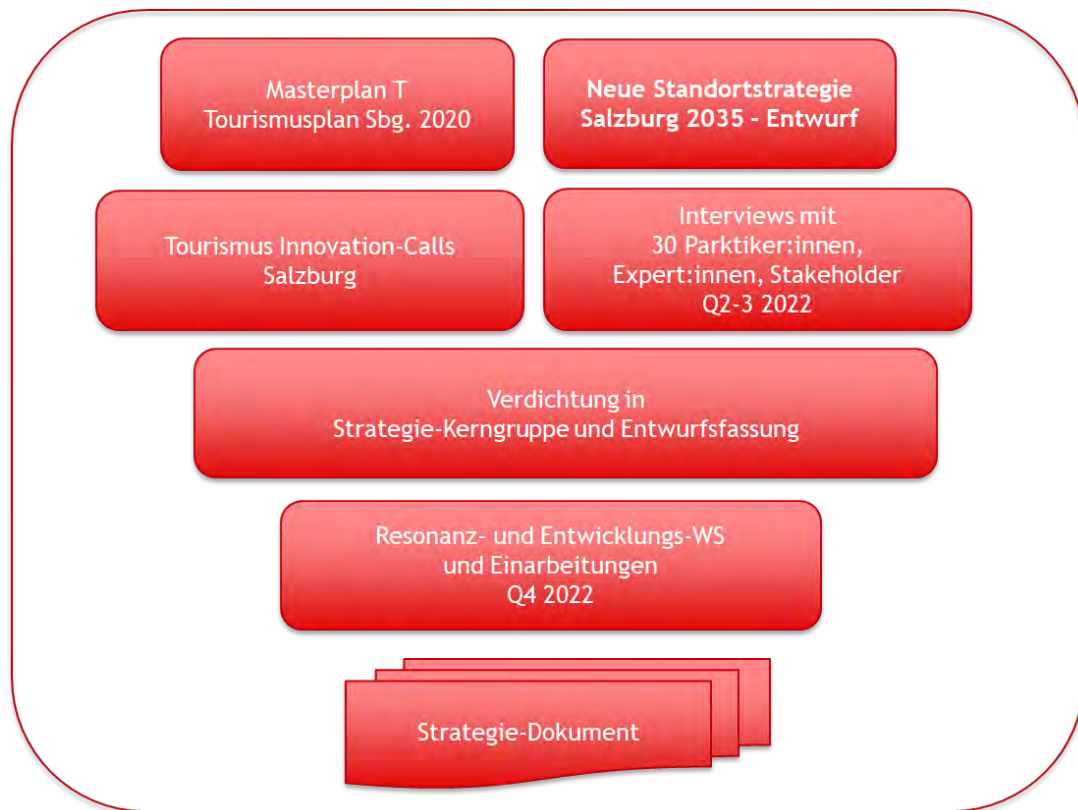 Masterplan T
Tourismusplan Sbg. 2020
Neue Standortstrategie
Salzburg 2035 - Entwurf
Tourismus Innovation-Calls
Salzburg
Interviews mit
30 Parktiker:innen,
Expert:innen, Stakeholder
Q2-3 2022
Verdichtung in
Strategie-Kerngruppe und Entwurfsfassung
Resonanz- und Entwicklungs-WS
und Einarbeitungen
Q4 2022
Strategie-Dokument